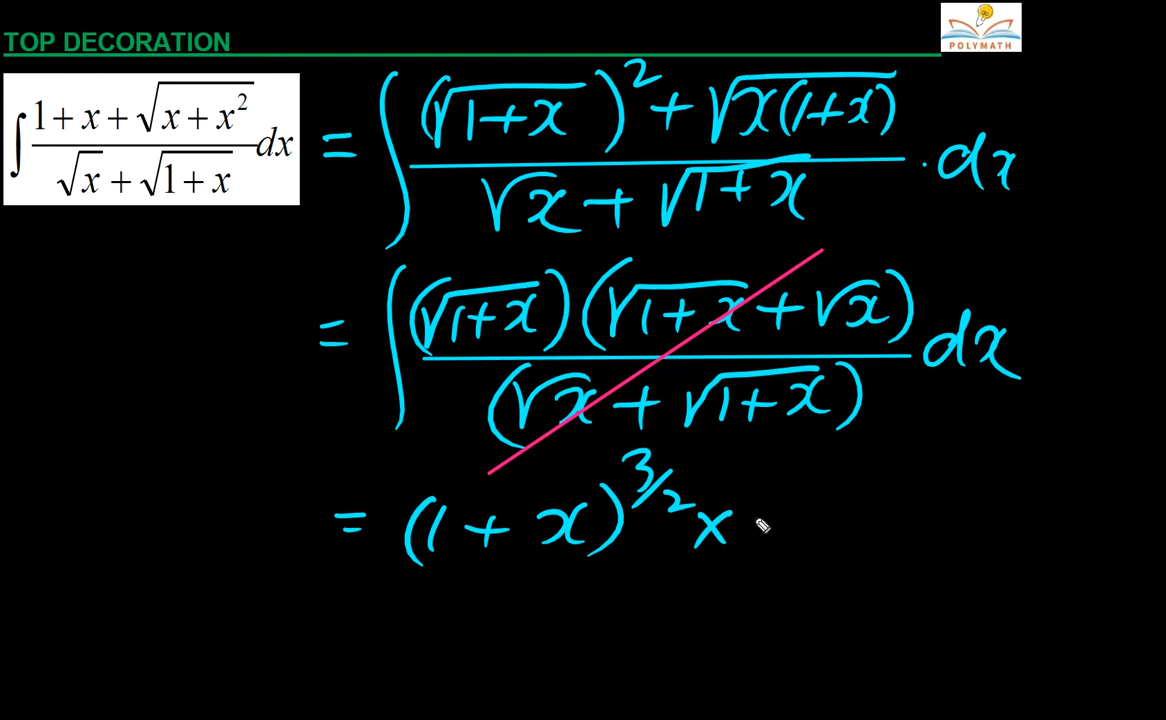 TOP DECORATION
POLYMATH
∫ (1 + x + √(x + x²)) / (√x + √(1 + x)) dx = ∫ ((√(1+x))² + √(x(1+x))) / (√x + √(1+x)) . dx
= ∫ ((√(1+x)) (√(1+x) + √x)) / ((√x + √(1+x))) dx
= (1 + x)^(3/2) ×